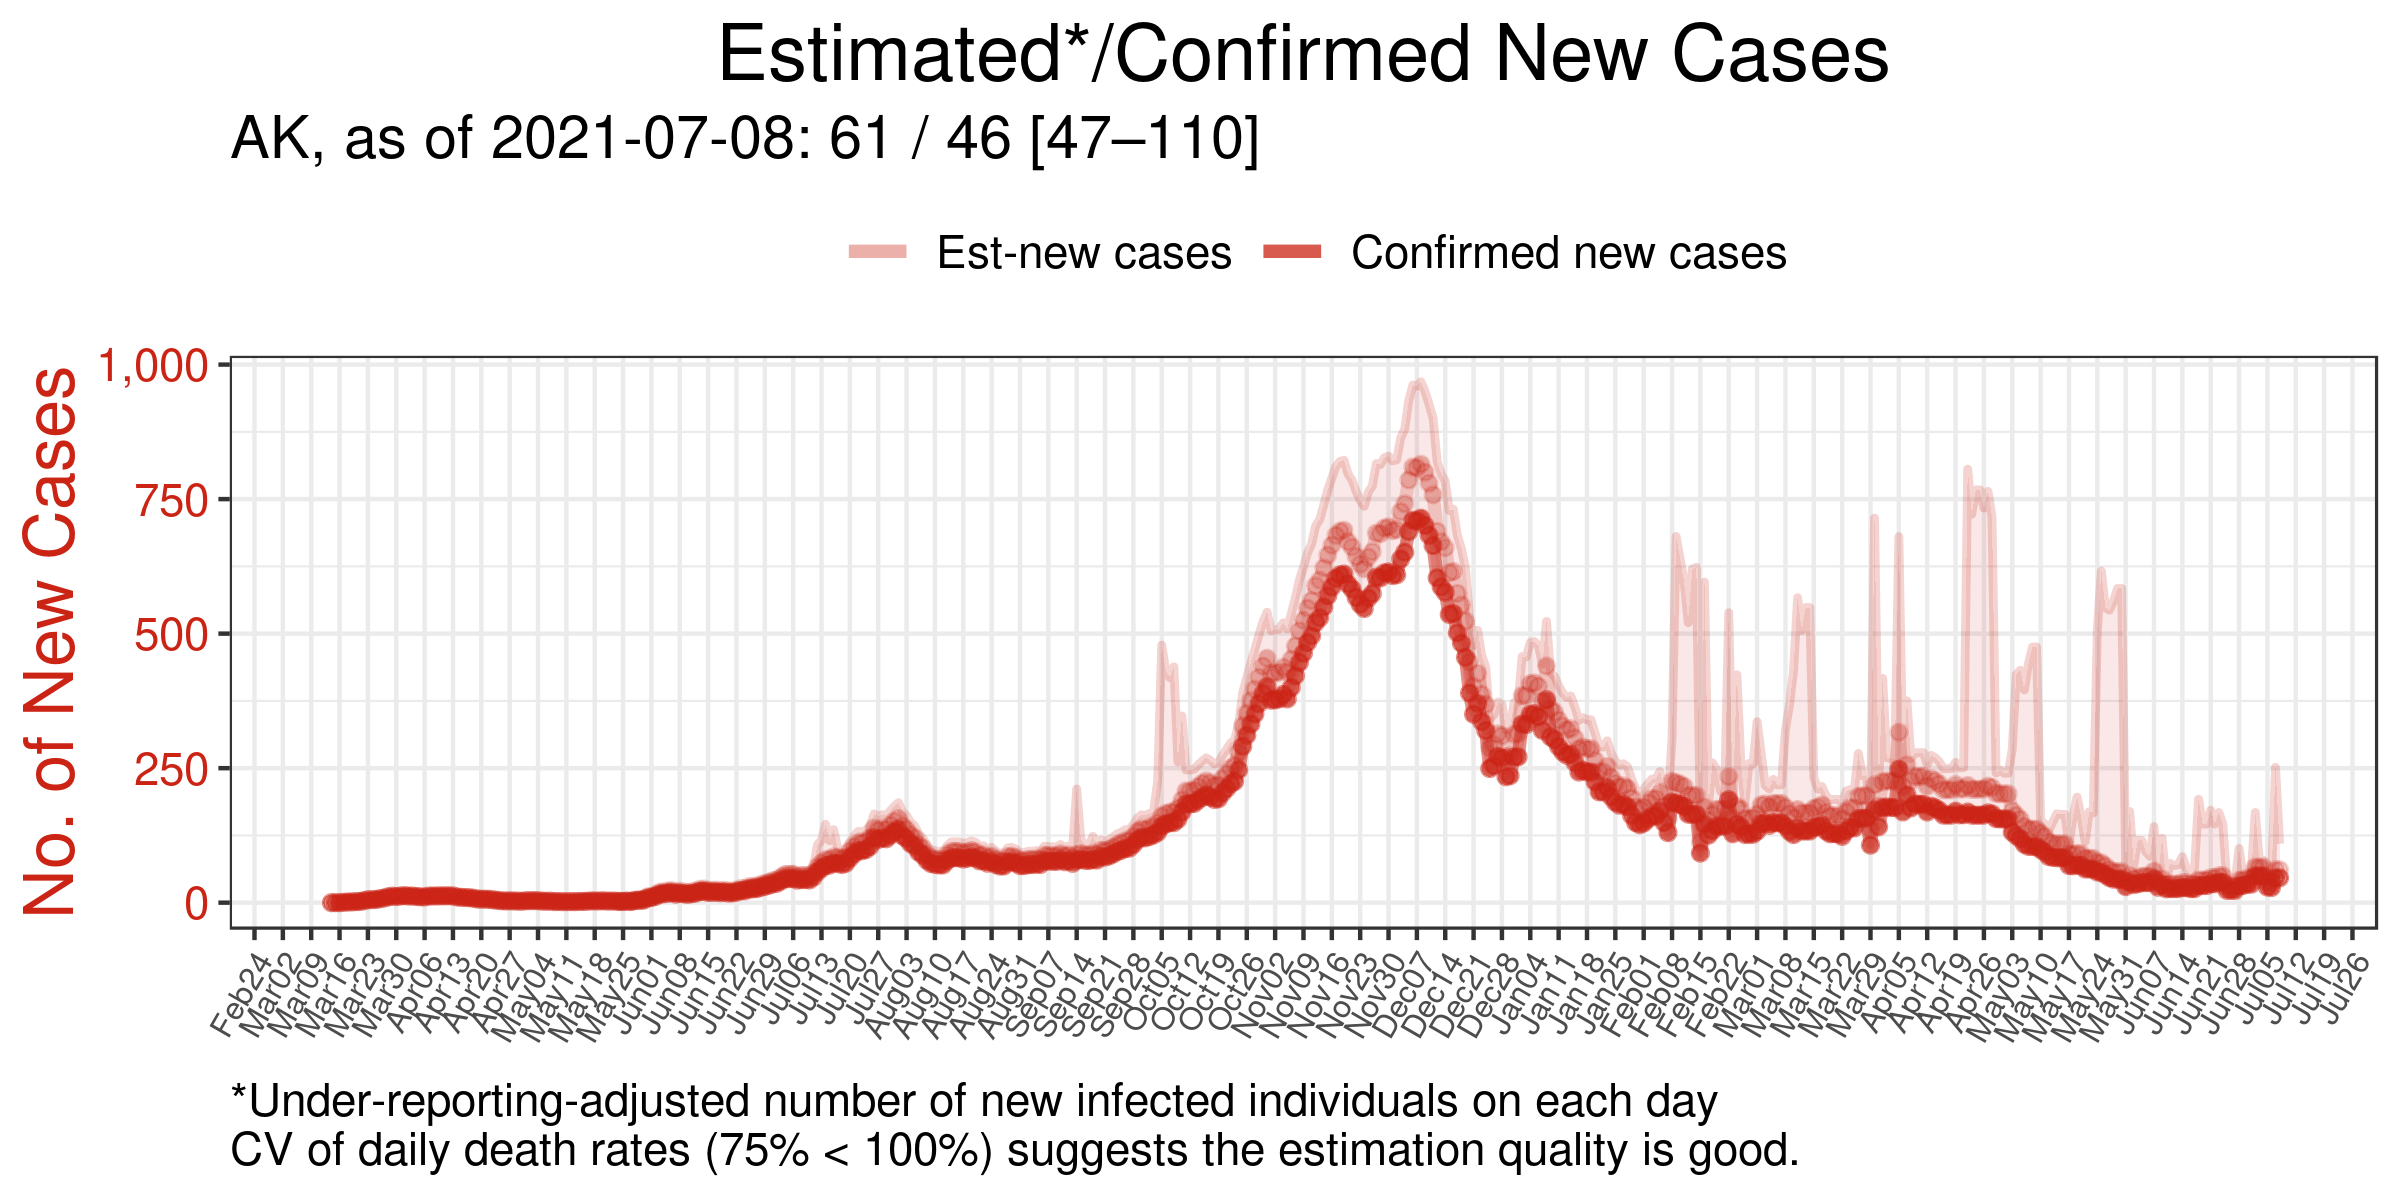 Estimated*/Confirmed New Cases
AK, as of 2021-07-08: 61 / 46 [47–110]
Est-new cases Confirmed new cases
No. of New Cases
1,000
750
500
250
0
Feb24 Mar02 Mar09 Mar16 Mar23 Mar30 Apr06 Apr13 Apr20 Apr27 May04 May11 May18 May25 Jun01 Jun08 Jun15 Jun22 Jun29 Jul06 Jul13 Jul20 Jul27 Aug03 Aug10 Aug17 Aug24 Aug31 Sep07 Sep14 Sep21 Sep28 Oct05 Oct12 Oct19 Oct26 Nov02 Nov09 Nov16 Nov23 Nov30 Dec07 Dec14 Dec21 Dec28 Jan04 Jan11 Jan18 Jan25 Feb01 Feb08 Feb15 Feb22 Mar01 Mar08 Mar15 Mar22 Mar29 Apr05 Apr12 Apr19 Apr26 May03 May10 May17 May24 May31 Jun07 Jun14 Jun21 Jun28 Jul05 Jul12 Jul19 Jul26
*Under-reporting-adjusted number of new infected individuals on each day
CV of daily death rates (75% < 100%) suggests the estimation quality is good.